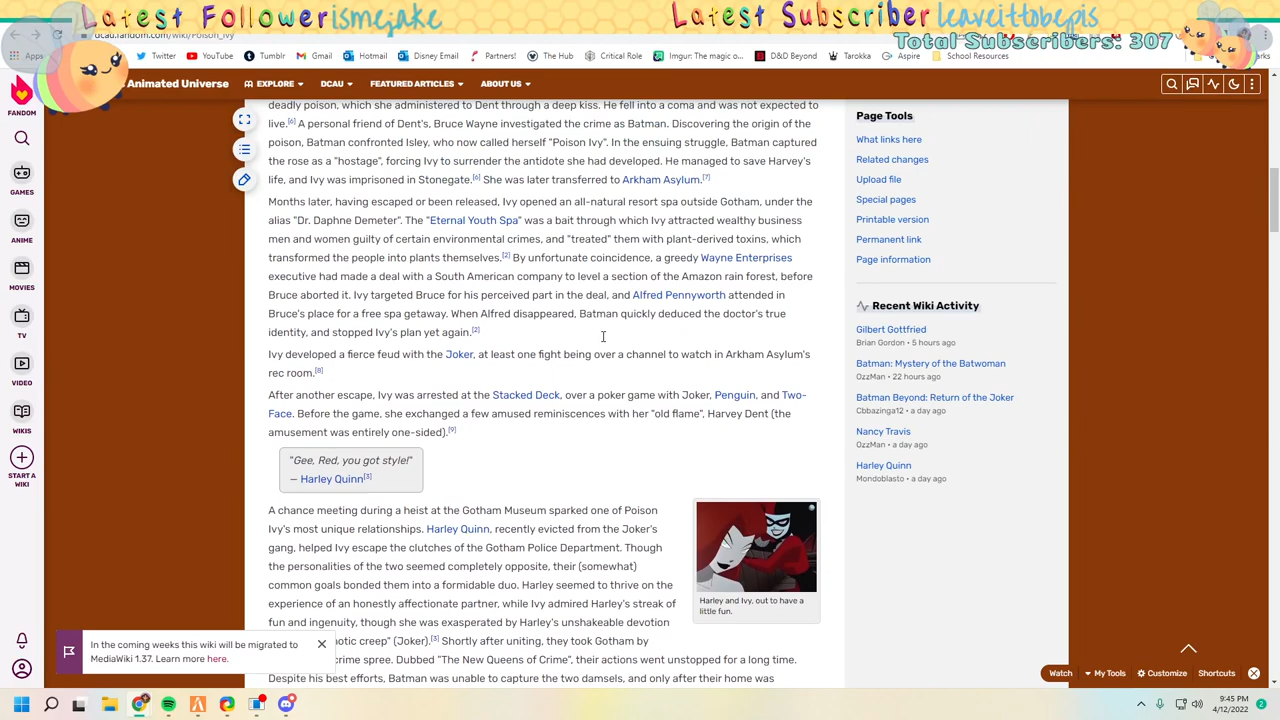 Latest Follower ismejake
Latest Subscriber leaveittobepis
Total Subscribers: 307
dcau.fandom.com/wiki/Poison_Ivy
Apps
Twitter
YouTube
Tumblr
Gmail
Hotmail
Disney Email
Partners!
The Hub
Critical Role
Imgur: The magic o...
D&D Beyond
Tarokka
Aspire
School Resources
Animated Universe
EXPLORE
DCAU
FEATURED ARTICLES
ABOUT US
FANDOM
GAMES
ANIME
MOVIES
TV
VIDEO
WIKIS
START A
WIKI
deadly poison, which she administered to Dent through a deep kiss. He fell into a coma and was not expected to
live.[6] A personal friend of Dent's, Bruce Wayne investigated the crime as Batman. Discovering the origin of the
poison, Batman confronted Isley, who now called herself "Poison Ivy". In the ensuing struggle, Batman captured
the rose as a "hostage", forcing Ivy to surrender the antidote she had developed. He managed to save Harvey's
life, and Ivy was imprisoned in Stonegate.[6] She was later transferred to Arkham Asylum.[7]
Months later, having escaped or been released, Ivy opened an all-natural resort spa outside Gotham, under the
alias "Dr. Daphne Demeter". The "Eternal Youth Spa" was a bait through which Ivy attracted wealthy business
men and women guilty of certain environmental crimes, and "treated" them with plant-derived toxins, which
transformed the people into plants themselves.[2] By unfortunate coincidence, a greedy Wayne Enterprises
executive had made a deal with a South American company to level a section of the Amazon rain forest, before
Bruce aborted it. Ivy targeted Bruce for his perceived part in the deal, and Alfred Pennyworth attended in
Bruce's place for a free spa getaway. When Alfred disappeared, Batman quickly deduced the doctor's true
identity, and stopped Ivy's plan yet again.[2]
Ivy developed a fierce feud with the Joker, at least one fight being over a channel to watch in Arkham Asylum's
rec room.[8]
After another escape, Ivy was arrested at the Stacked Deck, over a poker game with Joker, Penguin, and Two-
Face. Before the game, she exchanged a few amused reminiscences with her "old flame", Harvey Dent (the
amusement was entirely one-sided).[9]
"Gee, Red, you got style!"
— Harley Quinn[3]
A chance meeting during a heist at the Gotham Museum sparked one of Poison
Ivy's most unique relationships. Harley Quinn, recently evicted from the Joker's
gang, helped Ivy escape the clutches of the Gotham Police Department. Though
the personalities of the two seemed completely opposite, their (somewhat)
common goals bonded them into a formidable duo. Harley seemed to thrive on the
experience of an honestly affectionate partner, while Ivy admired Harley's streak of
fun and ingenuity, though she was exasperated by Harley's unshakeable devotion
otic creep" (Joker).[3] Shortly after uniting, they took Gotham by
crime spree. Dubbed "The New Queens of Crime", their actions went unstopped for a long time.
Despite his best efforts, Batman was unable to capture the two damsels, and only after their home was
Harley and Ivy, out to have a
little fun.
In the coming weeks this wiki will be migrated to
MediaWiki 1.37. Learn more here.
Page Tools
What links here
Related changes
Upload file
Special pages
Printable version
Permanent link
Page information
Recent Wiki Activity
Gilbert Gottfried
Brian Gordon • 5 hours ago
Batman: Mystery of the Batwoman
OzzMan • 22 hours ago
Batman Beyond: Return of the Joker
Cbbazinga12 • a day ago
Nancy Travis
OzzMan • a day ago
Harley Quinn
Mondoblasto • a day ago
Watch
My Tools
Customize
Shortcuts
9:45 PM
4/12/2022
2